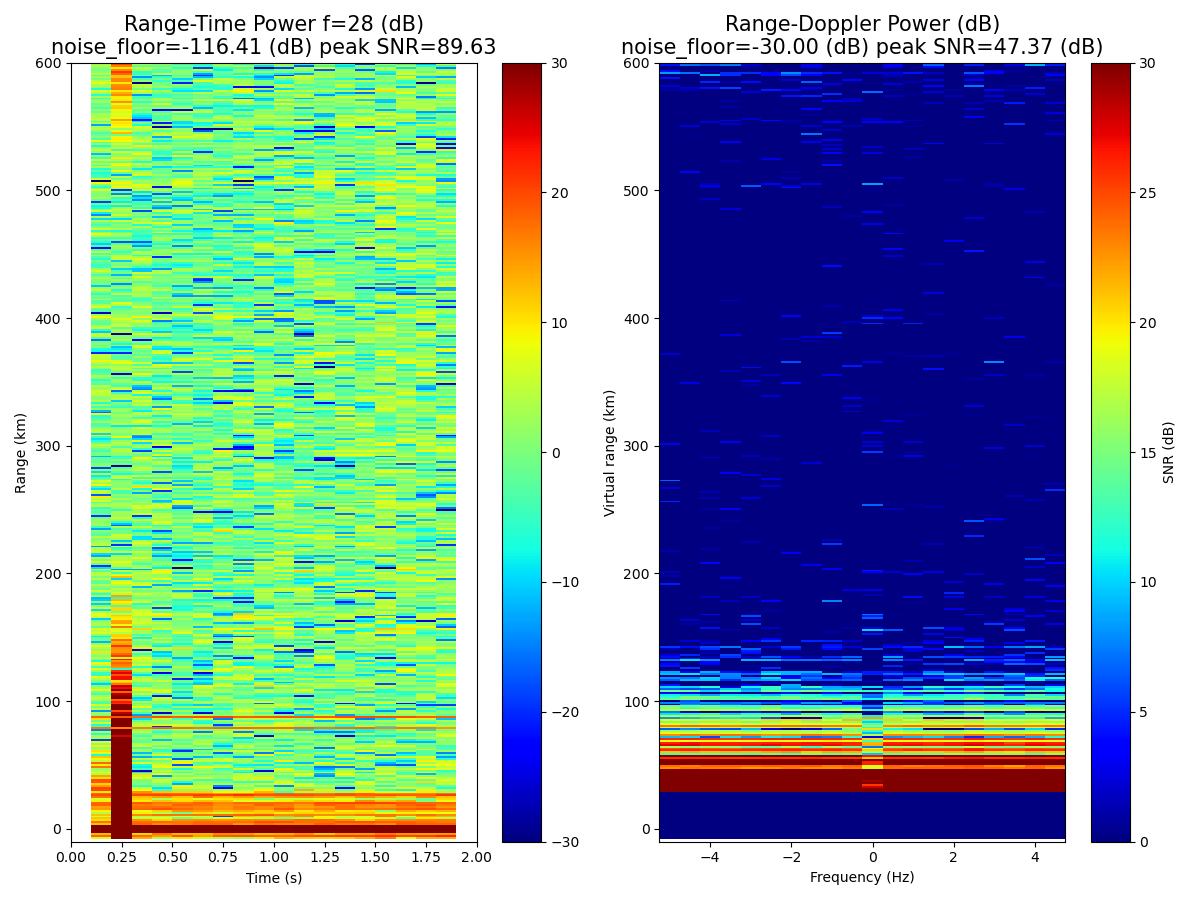 Range-Time Power f=28 (dB)
noise_floor=-116.41 (dB) peak SNR=89.63
Range-Doppler Power (dB)
noise_floor=-30.00 (dB) peak SNR=47.37 (dB)
600
500
400
300
200
100
0
Range (km)
0.00 0.25 0.50 0.75 1.00 1.25 1.50 1.75 2.00
Time (s)
30
20
10
0
−10
−20
−30
600
500
400
300
200
100
0
Virtual range (km)
−4 −2 0 2 4
Frequency (Hz)
30
25
20
15
10
5
0
SNR (dB)